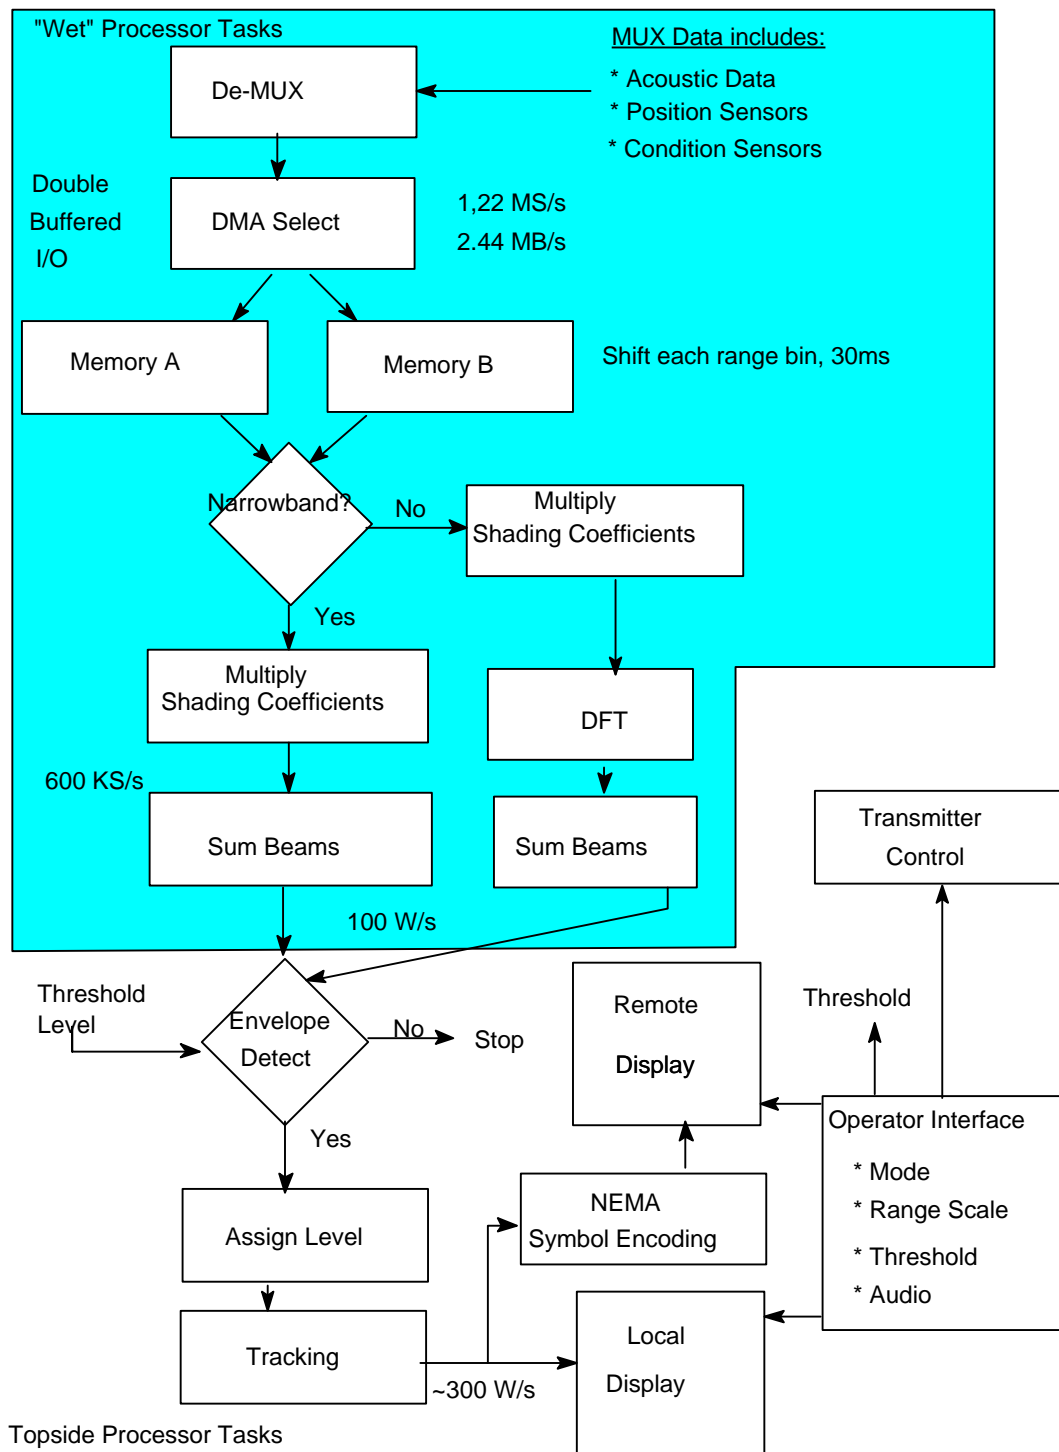 "Wet" Processor Tasks
MUX Data includes:
* Acoustic Data
* Position Sensors
* Condition Sensors
De-MUX
Double
Buffered
I/O
DMA Select
1,22 MS/s
2.44 MB/s
Memory A
Memory B
Shift each range bin, 30ms
Narrowband?
No
Multiply
Shading Coefficients
Yes
Multiply
Shading Coefficients
DFT
600 KS/s
Sum Beams
Sum Beams
100 W/s
Transmitter
Control
Threshold
Level
Envelope
Detect
No
Stop
Yes
Remote
Display
Threshold
Operator Interface
* Mode
* Range Scale
* Threshold
* Audio
Assign Level
NEMA
Symbol Encoding
Tracking
~300 W/s
Local
Display
Topside Processor Tasks